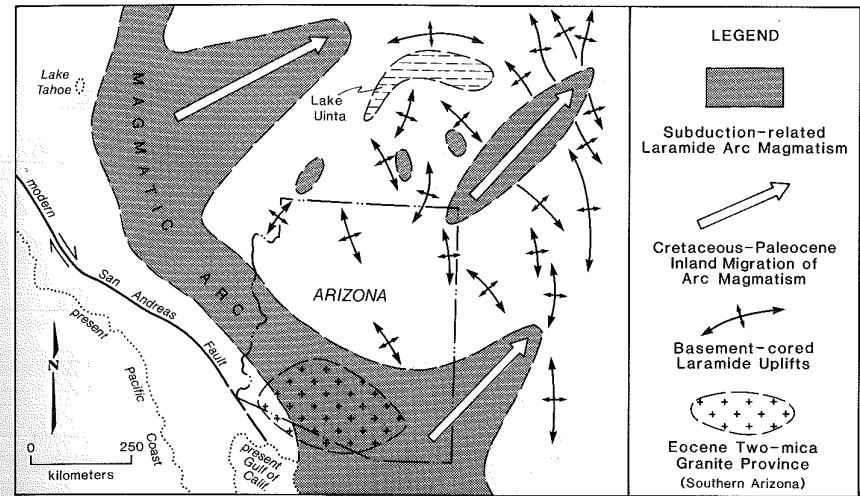 Lake
Tahoe
MAGMATIC
ARC
Lake
Uinta
ARIZONA
modern
San
Andreas
Fault
present
Pacific
Coast
present
Gulf of
Calif.
N
0 250
kilometers
LEGEND
Subduction-related
Laramide Arc Magmatism
Cretaceous-Paleocene
Inland Migration of
Arc Magmatism
Basement-cored
Laramide Uplifts
Eocene Two-mica
Granite Province
(Southern Arizona)